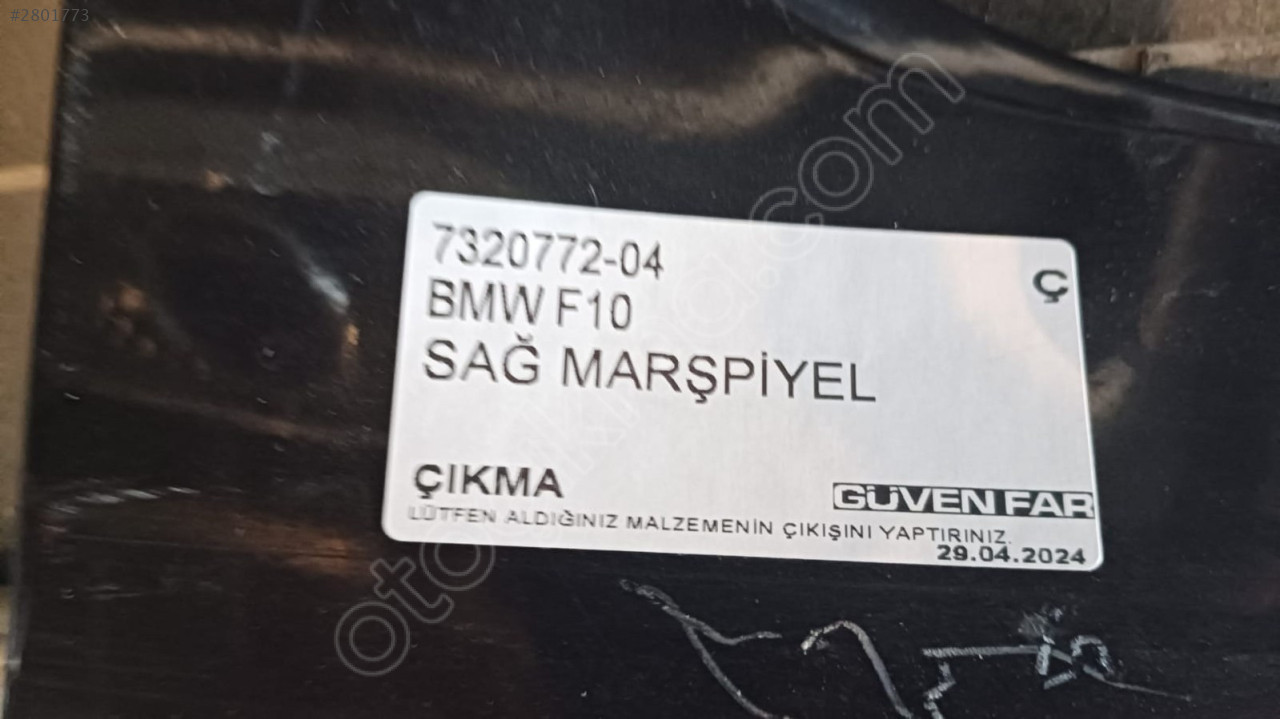 #2801773
7320772-04
Ç
BMW F10
SAĞ MARŞPİYEL
ÇIKMA
GÜVEN FAR
LÜTFEN ALDIĞINIZ MALZEMENİN ÇIKIŞINI YAPTIRINIZ.
29.04.2024